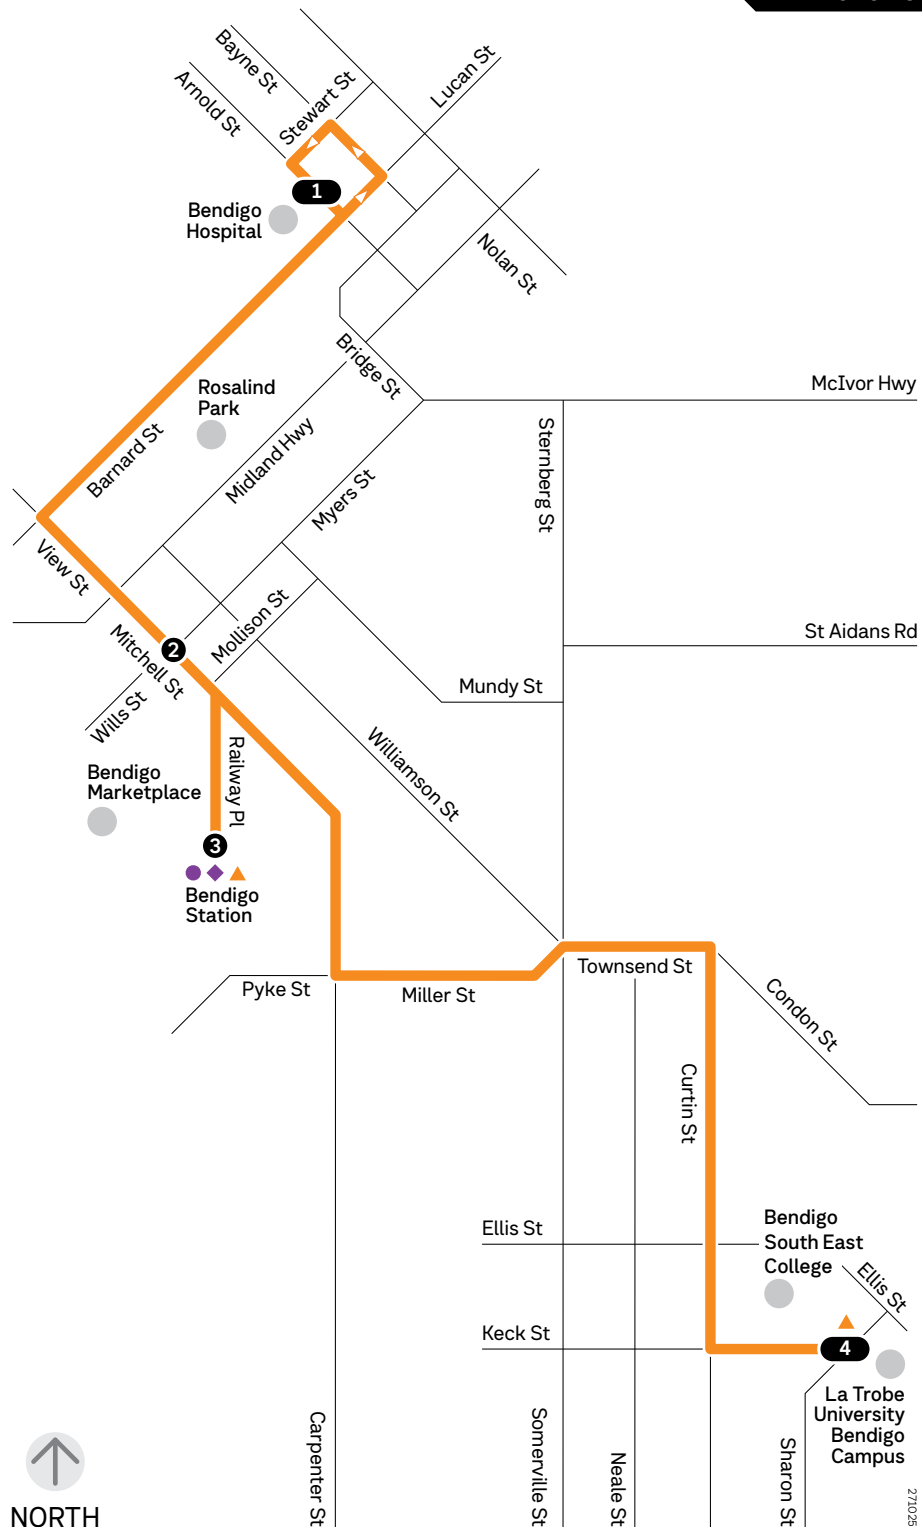 Bayne St
Lucan St
Arnold St
Stewart St
1
Bendigo
Hospital
Nolan St
Bridge St
McIvor Hwy
Rosalind
Park
Barnard St
Midland Hwy
Myers St
Sternberg St
View St
Mollison St
St Aidans Rd
2
Mitchell St
Wills St
Mundy St
Railway Pl
Williamson St
Bendigo
Marketplace
3
Bendigo
Station
Townsend St
Pyke St
Miller St
Condon St
Curtin St
Ellis St
Bendigo
South East
College
Ellis St
Keck St
4
La Trobe
University
Bendigo
Campus
Carpenter St
Somerville St
Neale St
Sharon St
NORTH
271025